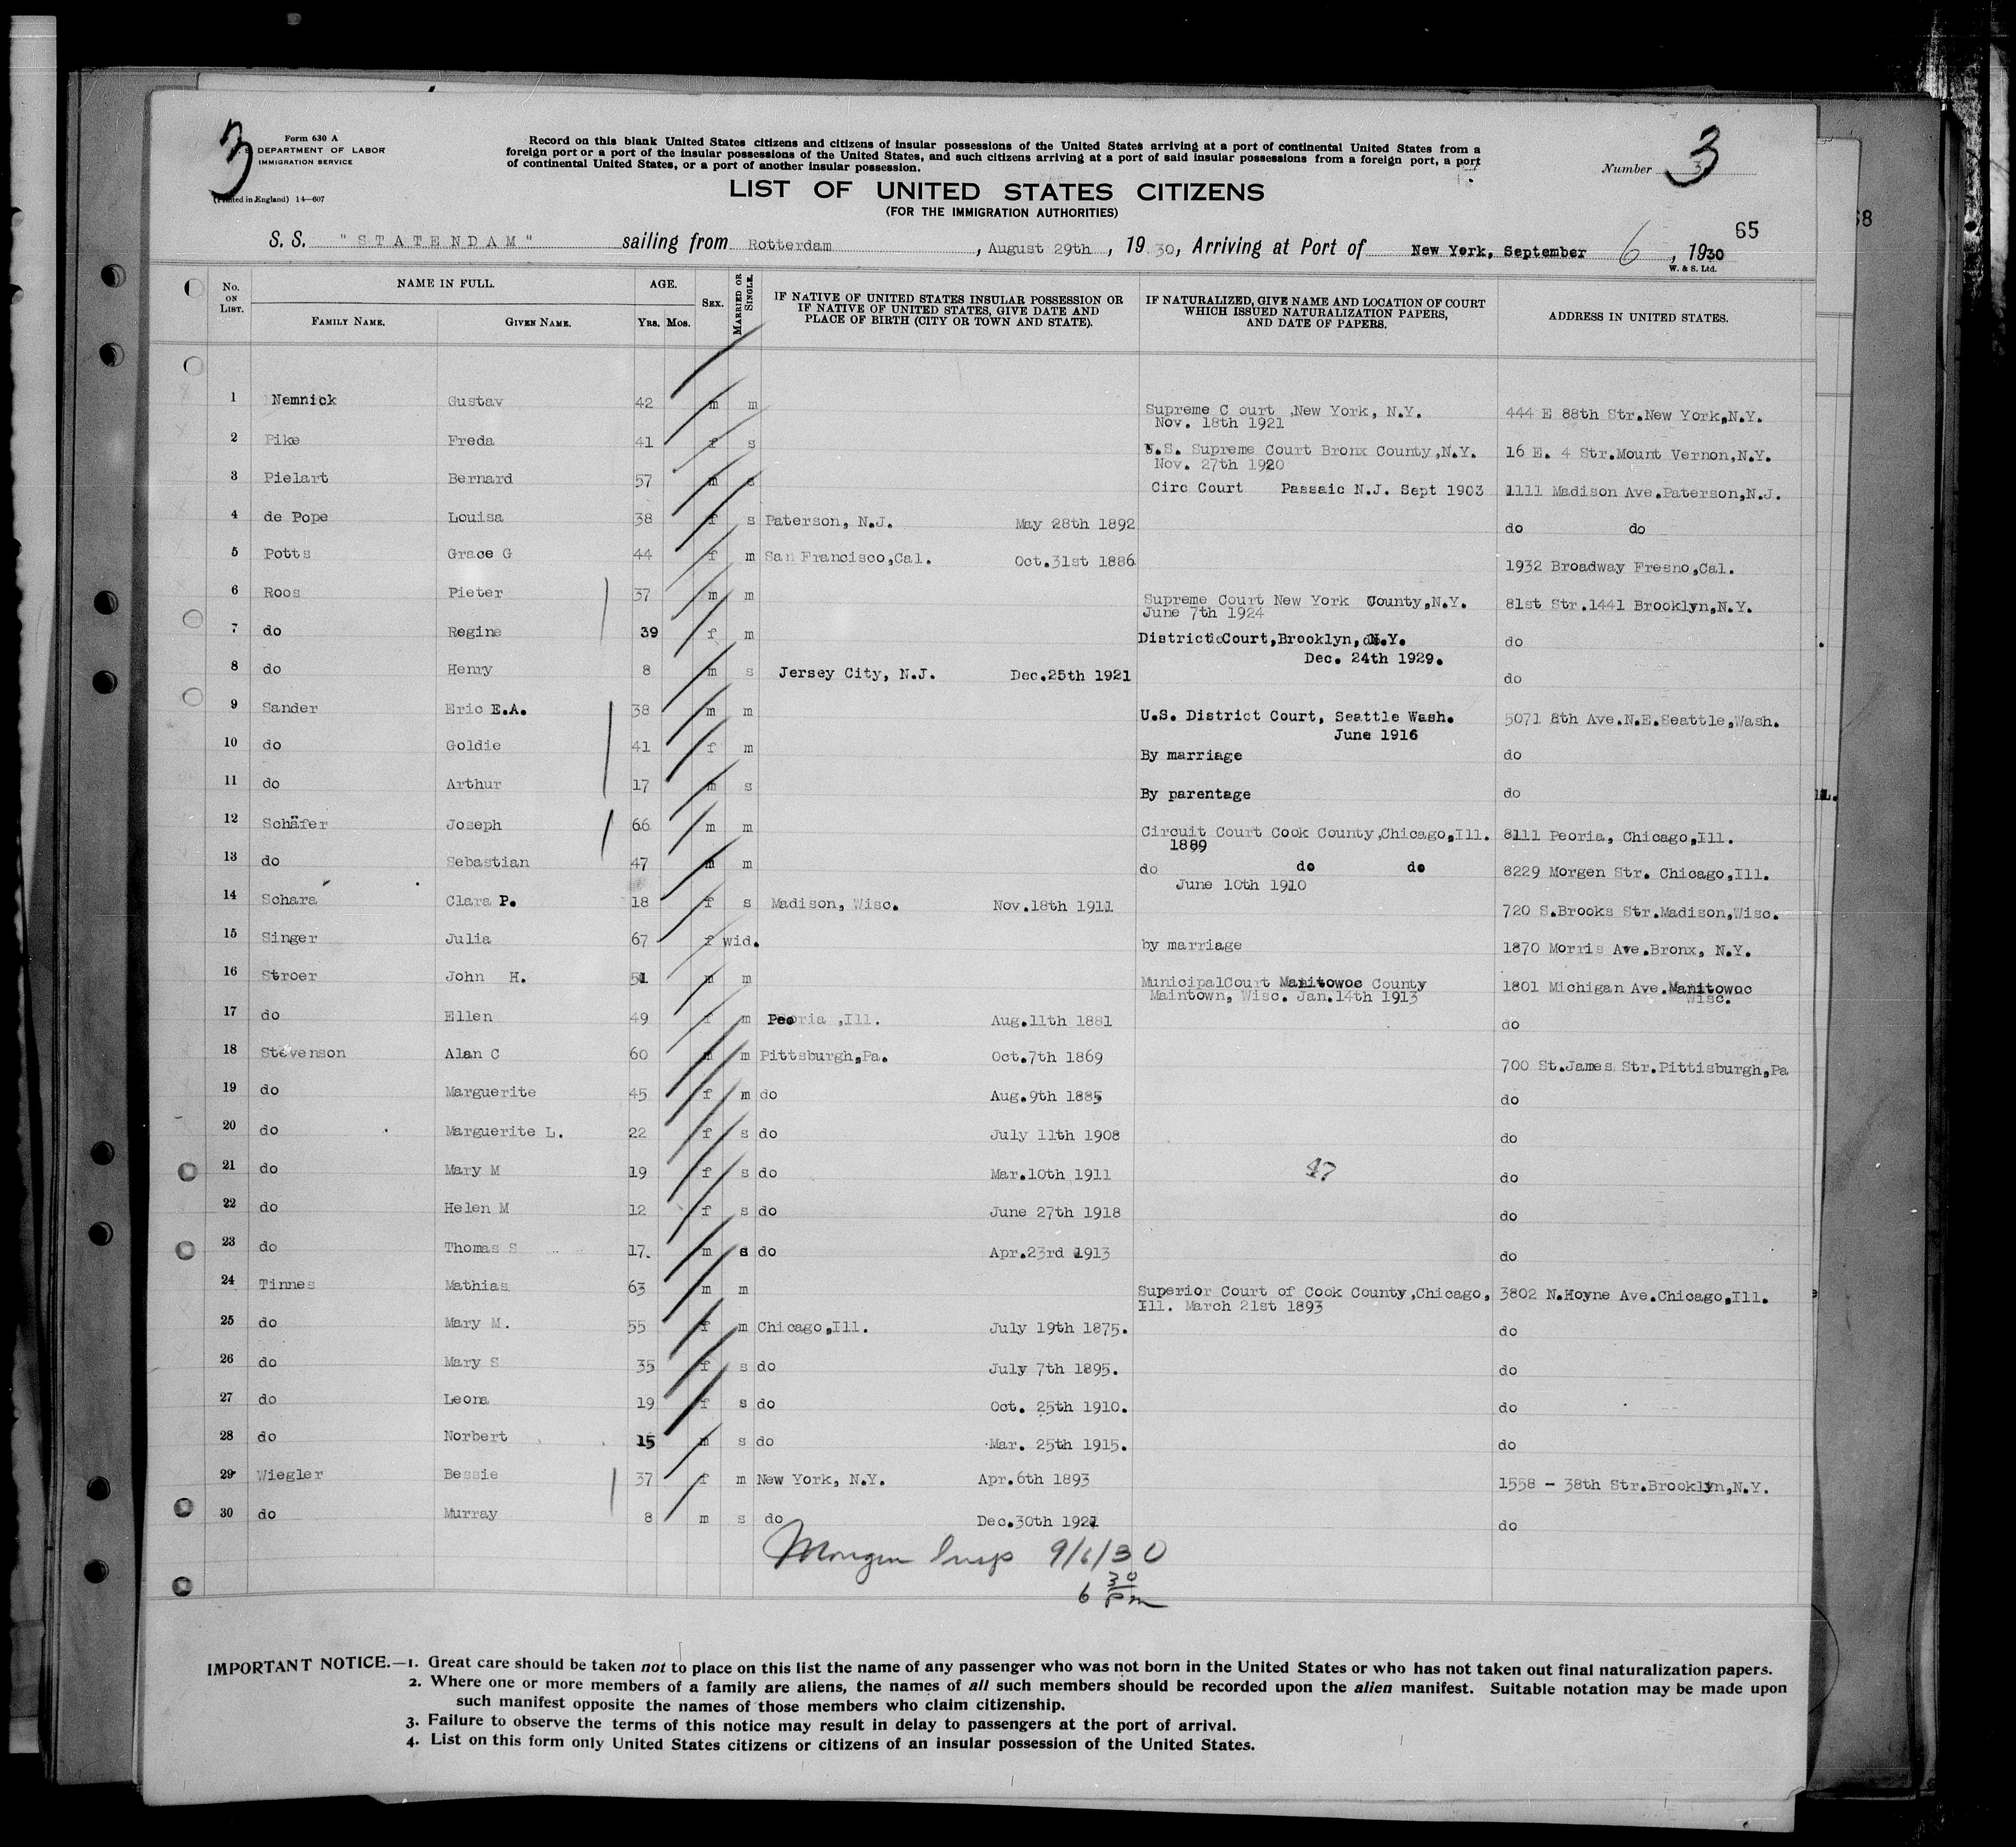 3
Form 630 A
DEPARTMENT OF LABOR
IMMIGRATION SERVICE
(Printed in England) 14—607
Record on this blank United States citizens and citizens of insular possessions of the United States arriving at a port of continental United States from a
foreign port or a port of the insular possessions of the United States, and such citizens arriving at a port of said insular possessions from a foreign port, a port
of continental United States, or a port of another insular possession.
Number 3
LIST OF UNITED STATES CITIZENS
(FOR THE IMMIGRATION AUTHORITIES)
65
68
S. S. "STATENDAM" sailing from Rotterdam, August 29th, 1930, Arriving at Port of New York, September 6, 1930
W. & S. Ltd.
No. ON LIST. NAME IN FULL. FAMILY NAME. GIVEN NAME. AGE. YRS. MOS. SEX. MARRIED OR SINGLE. IF NATIVE OF UNITED STATES INSULAR POSSESSION OR IF NATIVE OF UNITED STATES, GIVE DATE AND PLACE OF BIRTH (CITY OR TOWN AND STATE). IF NATURALIZED, GIVE NAME AND LOCATION OF COURT WHICH ISSUED NATURALIZATION PAPERS, AND DATE OF PAPERS. ADDRESS IN UNITED STATES.
1 Nemnick Gustav 42 m m Supreme C ourt ,New York, N.Y. 444 E 88th Str.New York,N.Y.
Nov. 18th 1921
2 Pike Freda 41 f s U.S. Supreme Court Bronx County,N.Y. 16 E. 4 Str.Mount Vernon,N.Y.
Nov. 27th 1920
3 Pielart Bernard 57 m s Circ Court Passaic N.J. Sept 1903 1111 Madison Ave.Paterson,N.J.
4 de Pope Louisa 38 f s Paterson, N.J. May 28th 1892 do do
5 Potts Grace G 44 f m San Francisco,Cal. Oct.31st 1886 1932 Broadway Fresno,Cal.
6 Roos Pieter 37 m m Supreme Court New York County,N.Y. 81st Str.1441 Brooklyn,N.Y.
June 7th 1924
7 do Regine 39 f m District Court,Brooklyn, N.Y. do
Dec. 24th 1929.
8 do Henry 8 m s Jersey City, N.J. Dec.25th 1921 do
9 Sander Eric E.A. 38 m m U.S. District Court, Seattle Wash. 5071 8th Ave.N.E.Seattle,Wash.
June 1916
10 do Goldie 41 f m By marriage do
11 do Arthur 17 m s By parentage do
12 Schäfer Joseph 66 m m Circuit Court Cook County,Chicago,Ill. 8111 Peoria, Chicago,Ill.
1889
13 do Sebastian 47 m m do do do 8229 Morgen Str. Chicago,Ill.
June 10th 1910
14 Schara Clara P. 18 f s Madison, Wisc. Nov.18th 1911 720 S.Brooks Str.Madison,Wisc.
15 Singer Julia 67 f wid. by marriage 1870 Morris Ave.Bronx, N.Y.
16 Stroer John H. 51 m m MunicipalCourt Manitowoc County 1801 Michigan Ave.Manitowoc
Maintown, Wisc. Jan.14th 1913 Wisc.
17 do Ellen 49 f m Peoria ,Ill. Aug.11th 1881 do
18 Stevenson Alan C 60 m m Pittsburgh,Pa. Oct.7th 1869 700 St.James Str.Pittisburgh,Pa
19 do Marguerite 45 f m do Aug.9th 1885 do
20 do Marguerite L. 22 f s do July 11th 1908 do
21 do Mary M 19 f s do Mar.10th 1911 47 do
22 do Helen M 12 f s do June 27th 1918 do
23 do Thomas S 17. m s do Apr.23rd 1913 do
24 Tinnes Mathias 63 m m Superior Court of Cook County,Chicago, 3802 N.Hoyne Ave.Chicago,Ill.
Ill. March 21st 1893
25 do Mary M. 55 f m Chicago,Ill. July 19th 1875. do
26 do Mary S 35 f s do July 7th 1895. do
27 do Leona 19 f s do Oct. 25th 1910. do
28 do Norbert 15 m s do Mar. 25th 1915. do
29 Wiegler Bessie 37 f m New York, N.Y. Apr.6th 1893 1558 - 38th Str.Brooklyn,N.Y.
30 do Murray 8 m s do Dec.30th 1921 do
Insp 9/6/30
6 30 Pm
IMPORTANT NOTICE.—1. Great care should be taken not to place on this list the name of any passenger who was not born in the United States or who has not taken out final naturalization papers.
2. Where one or more members of a family are aliens, the names of all such members should be recorded upon the alien manifest. Suitable notation may be made upon
such manifest opposite the names of those members who claim citizenship.
3. Failure to observe the terms of this notice may result in delay to passengers at the port of arrival.
4. List on this form only United States citizens or citizens of an insular possession of the United States.